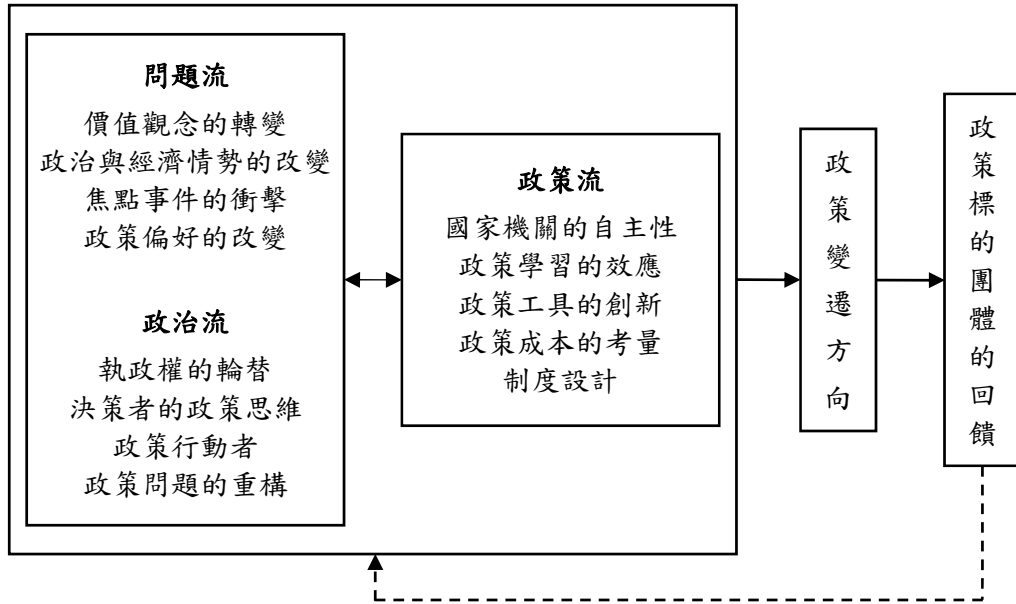 問題流
價值觀念的轉變
政治與經濟情勢的改變
焦點事件的衝擊
政策偏好的改變
政治流
執政權的輪替
決策者的政策思維
政策行動者
政策問題的重構
政策流
國家機關的自主性
政策學習的效應
政策工具的創新
政策成本的考量
制度設計
政策變遷方向
政策標的團體的回饋